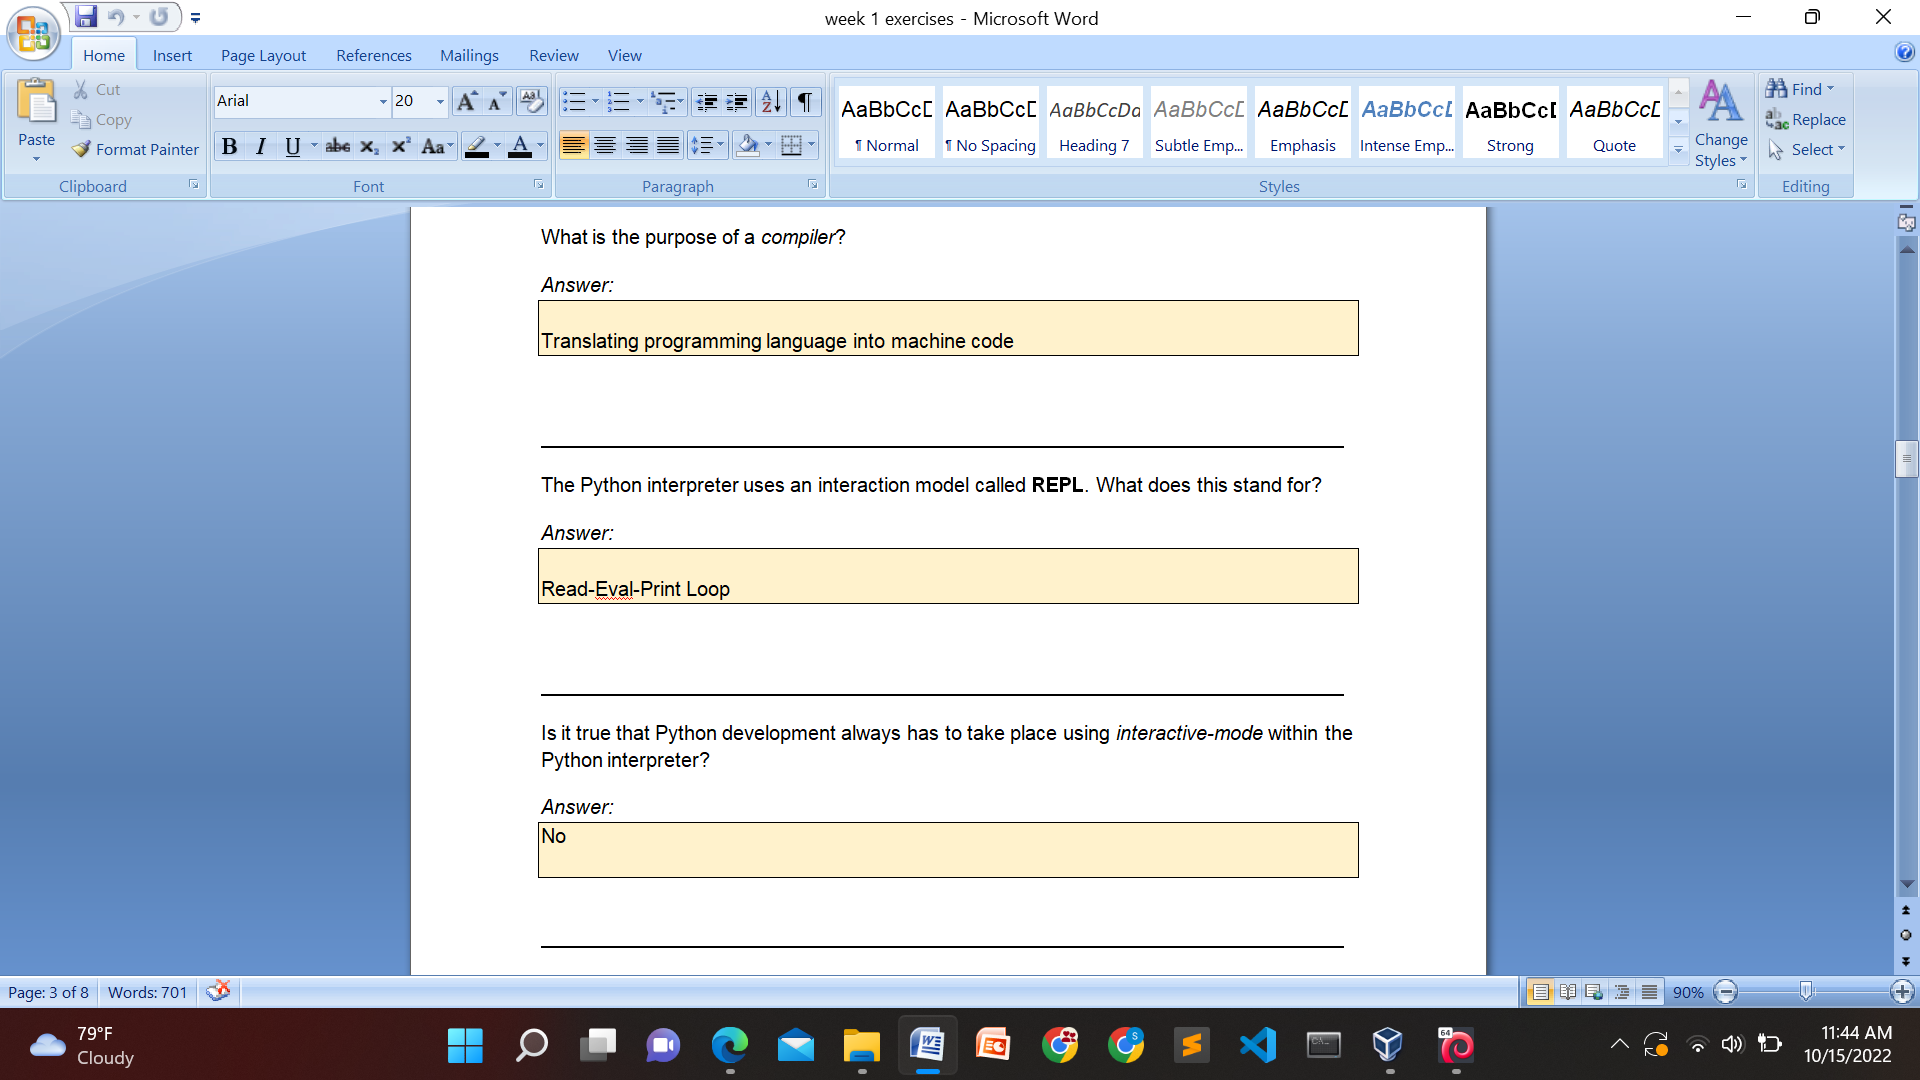 week 1 exercises - Microsoft Word
Home Insert Page Layout References Mailings Review View
Paste
Cut
Copy
Format Painter
Clipboard
Arial 20
Font
Paragraph
AaBbCcD AaBbCcD AaBbCcDd AaBbCcD AaBbCcD AaBbCcD AaBbCcD AaBbCcD
¶ Normal ¶ No Spacing Heading 7 Subtle Emp... Emphasis Intense Emp... Strong Quote
Change
Styles
Styles
Find
Replace
Select
Editing
What is the purpose of a compiler?
Answer:
Translating programming language into machine code
The Python interpreter uses an interaction model called REPL. What does this stand for?
Answer:
Read-Eval-Print Loop
Is it true that Python development always has to take place using interactive-mode within the
Python interpreter?
Answer:
No
Page: 3 of 8 Words: 701 90%
79°F
Cloudy
11:44 AM
10/15/2022